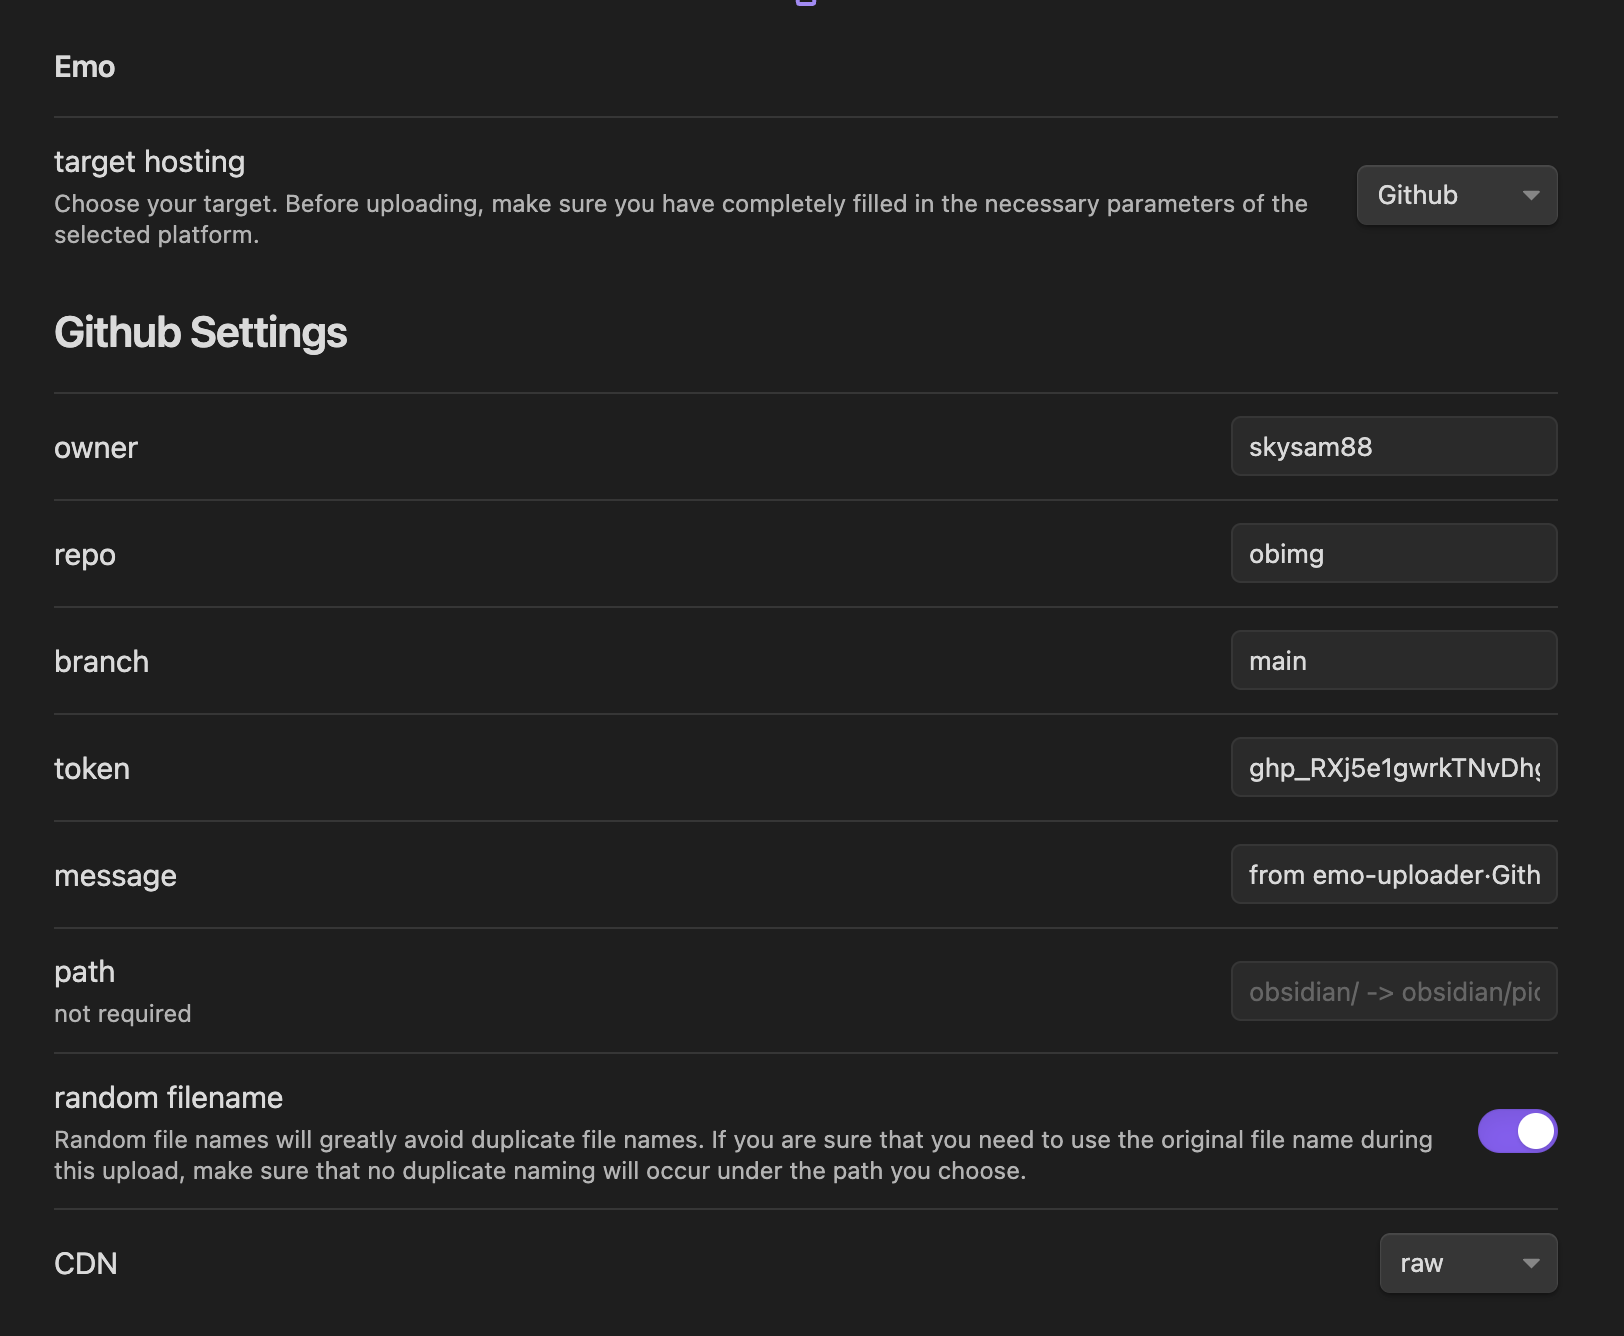 Emo
target hosting
Choose your target. Before uploading, make sure you have completely filled in the necessary parameters of the
selected platform.
Github
Github Settings
owner
skysam88
repo
obimg
branch
main
token
ghp_RXj5e1gwrkTNvDh
message
from emo-uploader·Gith
path
not required
obsidian/ -> obsidian/pic
random filename
Random file names will greatly avoid duplicate file names. If you are sure that you need to use the original file name during
this upload, make sure that no duplicate naming will occur under the path you choose.
CDN
raw